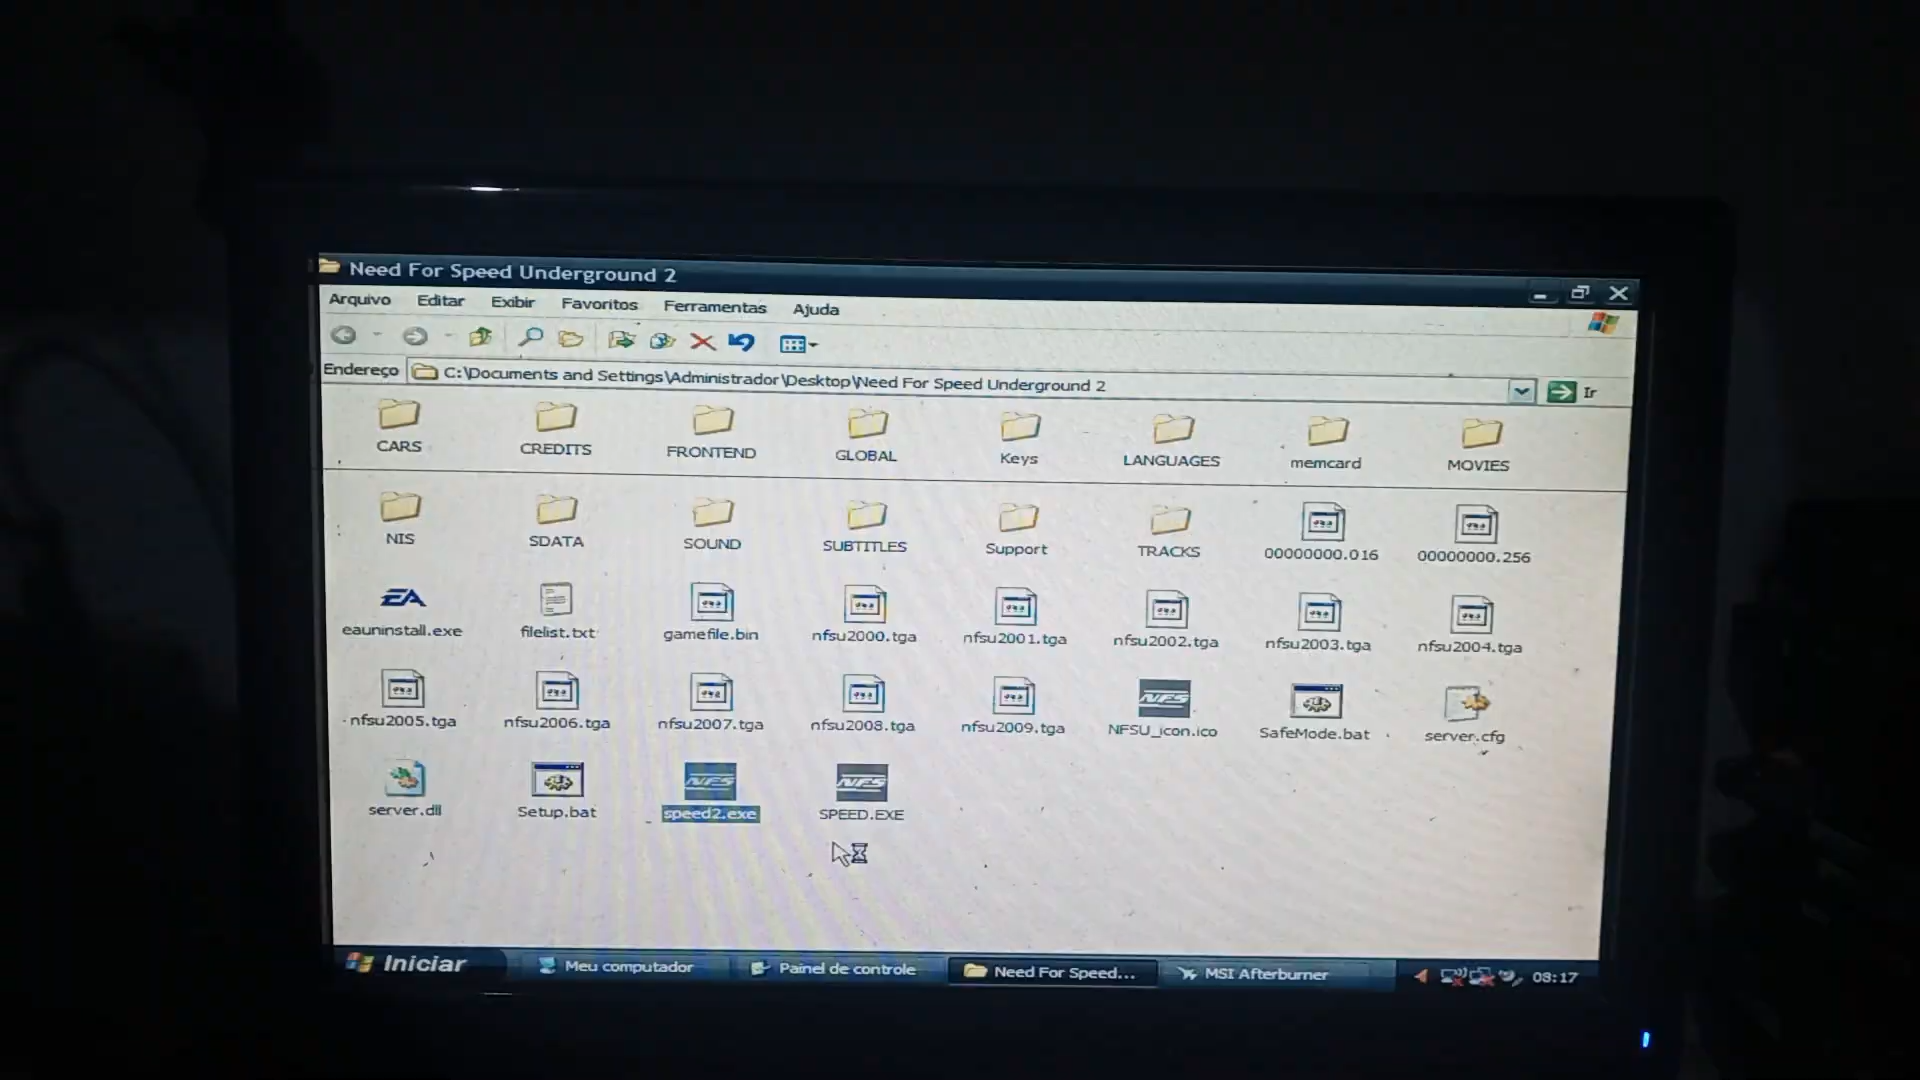 Need For Speed Underground 2
Arquivo Editar Exibir Favoritos Ferramentas Ajuda
Endereço C:\Documents and Settings\Administrador\Desktop\Need For Speed Underground 2 Ir
CARS CREDITS FRONTEND GLOBAL Keys LANGUAGES memcard MOVIES
NIS SDATA SOUND SUBTITLES Support TRACKS 00000000.016 00000000.256
EA
eauninstall.exe filelist.txt gamefile.bin nfsu2000.tga nfsu2001.tga nfsu2002.tga nfsu2003.tga nfsu2004.tga
NFS
nfsu2005.tga nfsu2006.tga nfsu2007.tga nfsu2008.tga nfsu2009.tga NFSU_icon.ico SafeMode.bat server.cfg
NFS NFS
server.dll Setup.bat speed2.exe SPEED.EXE
Iniciar Meu computador Painel de controle Need For Speed... MSI Afterburner 08:17